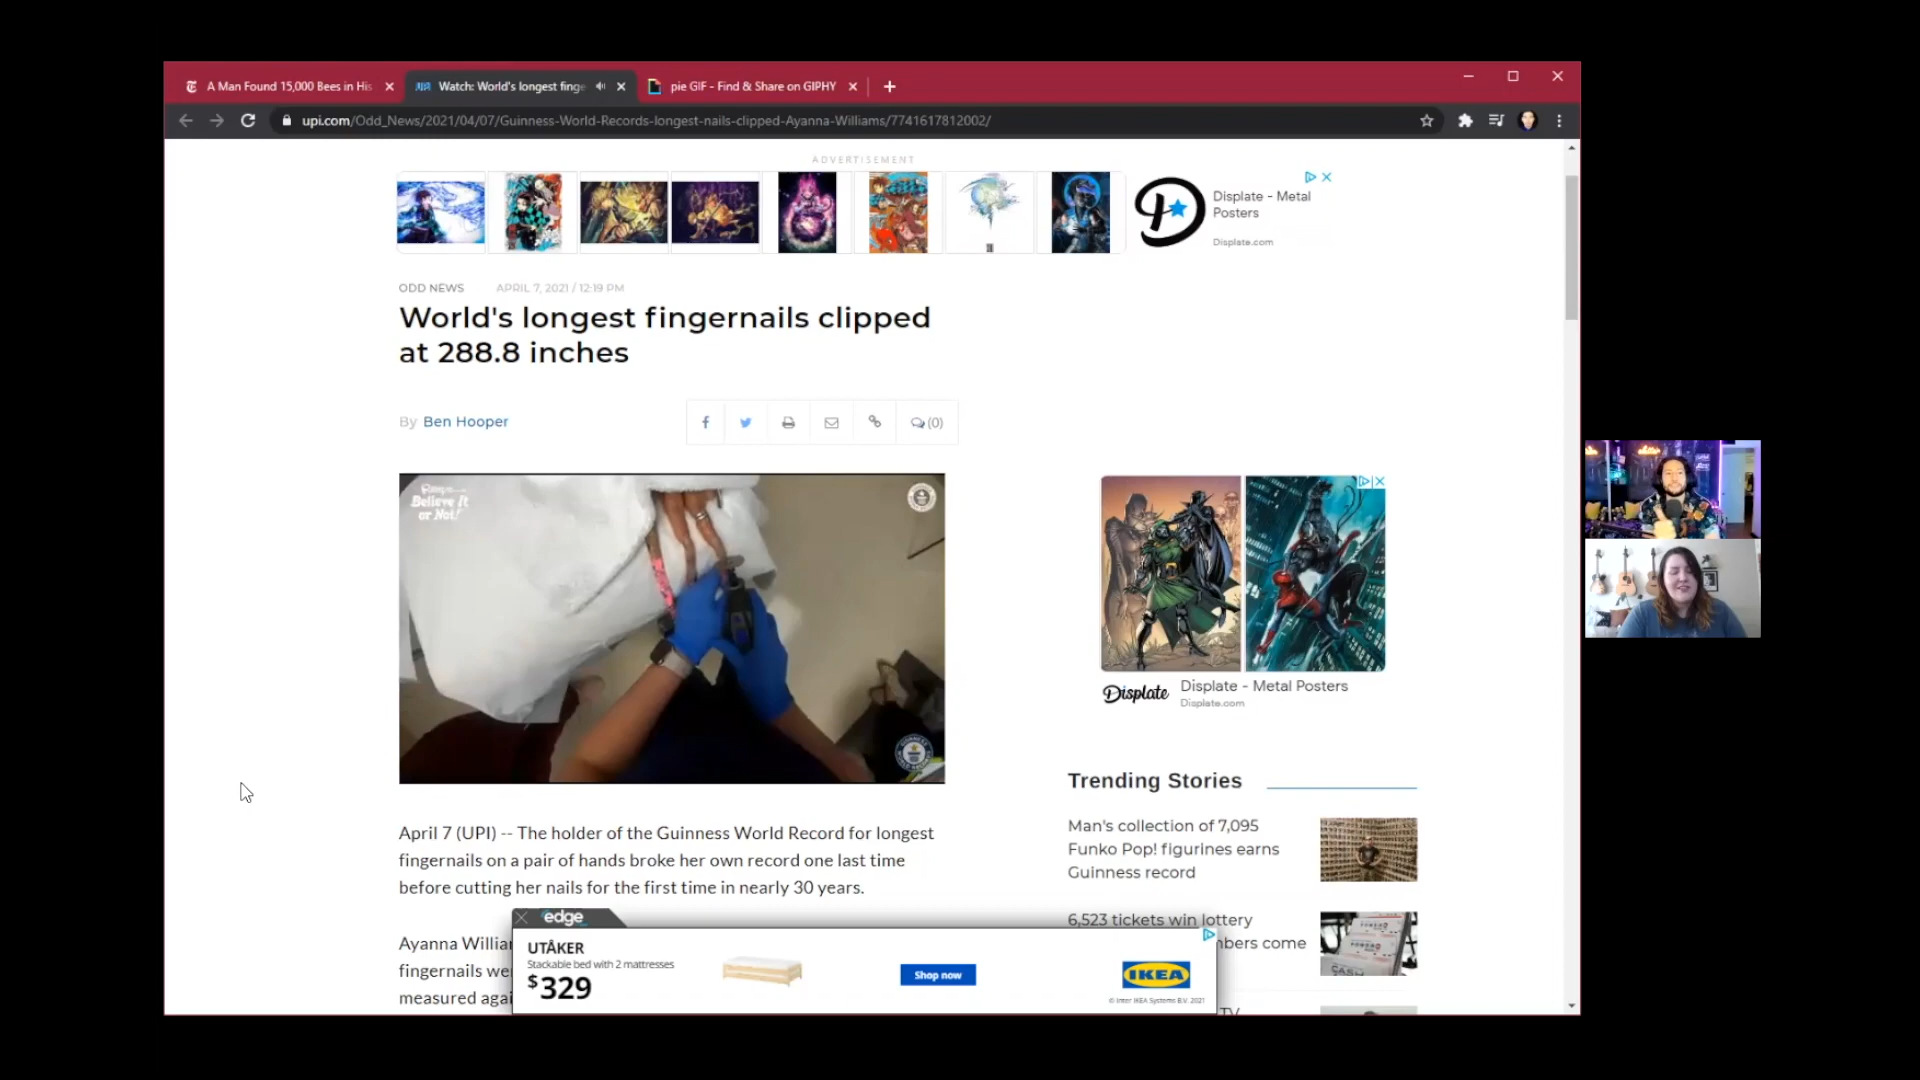 A Man Found 15,000 Bees in His
Watch: World's longest finge
pie GIF - Find & Share on GIPHY
upi.com/Odd_News/2021/04/07/Guinness-World-Records-longest-nails-clipped-Ayanna-Williams/7741617812002/
ADVERTISEMENT
Displate - Metal
Posters
Displate.com
ODD NEWS APRIL 7, 2021 / 12:19 PM
World's longest fingernails clipped
at 288.8 inches
By Ben Hooper
(0)
Ripley's
Believe It
or Not!
Displate
Displate - Metal Posters
Displate.com
April 7 (UPI) -- The holder of the Guinness World Record for longest
fingernails on a pair of hands broke her own record one last time
before cutting her nails for the first time in nearly 30 years.
Ayanna Willia
fingernails we
measured agai
Trending Stories
Man's collection of 7,095
Funko Pop! figurines earns
Guinness record
6,523 tickets win lottery
bers come
TV
edge
UTÅKER
Stackable bed with 2 mattresses
$329
Shop now
IKEA
© Inter IKEA Systems B.V. 2021